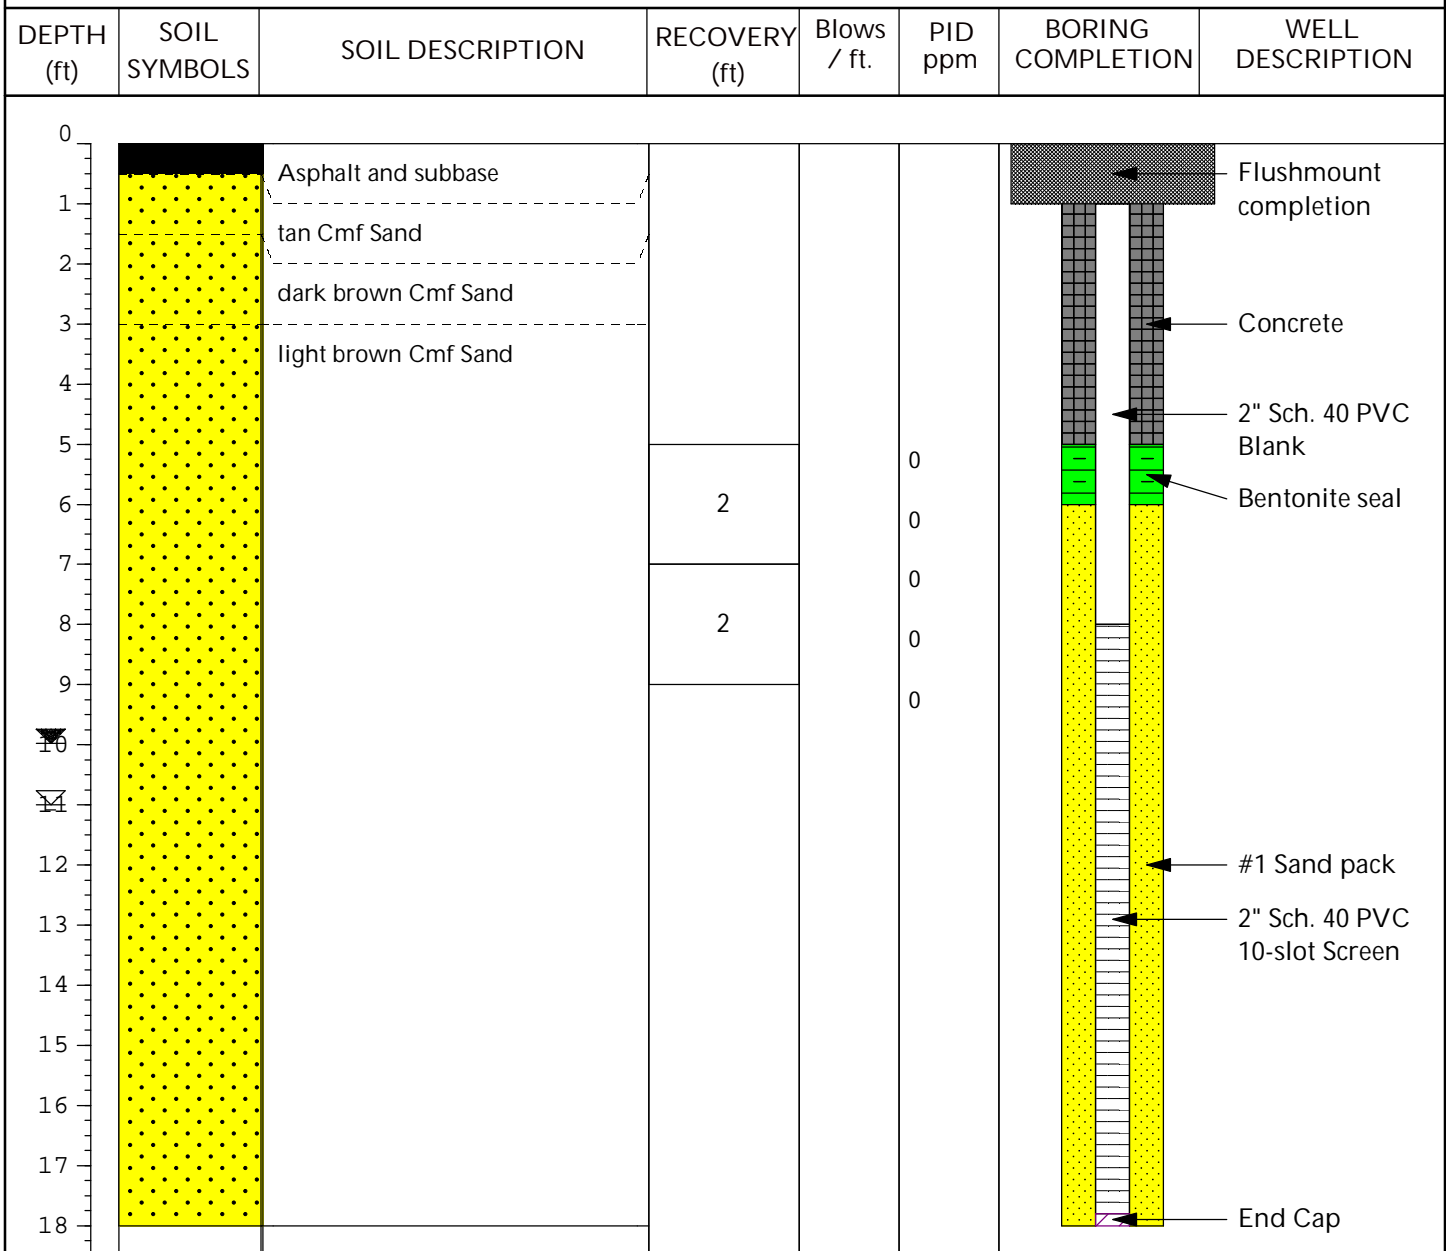 DEPTH
(ft)
SOIL
SYMBOLS
SOIL DESCRIPTION
RECOVERY
(ft)
Blows
/ ft.
PID
ppm
BORING
COMPLETION
WELL
DESCRIPTION
0
1
2
3
4
5
6
7
8
9
10
11
12
13
14
15
16
17
18
Asphalt and subbase
tan Cmf Sand
dark brown Cmf Sand
light brown Cmf Sand
2
2
0
0
0
0
0
Flushmount
completion
Concrete
2" Sch. 40 PVC
Blank
Bentonite seal
#1 Sand pack
2" Sch. 40 PVC
10-slot Screen
End Cap